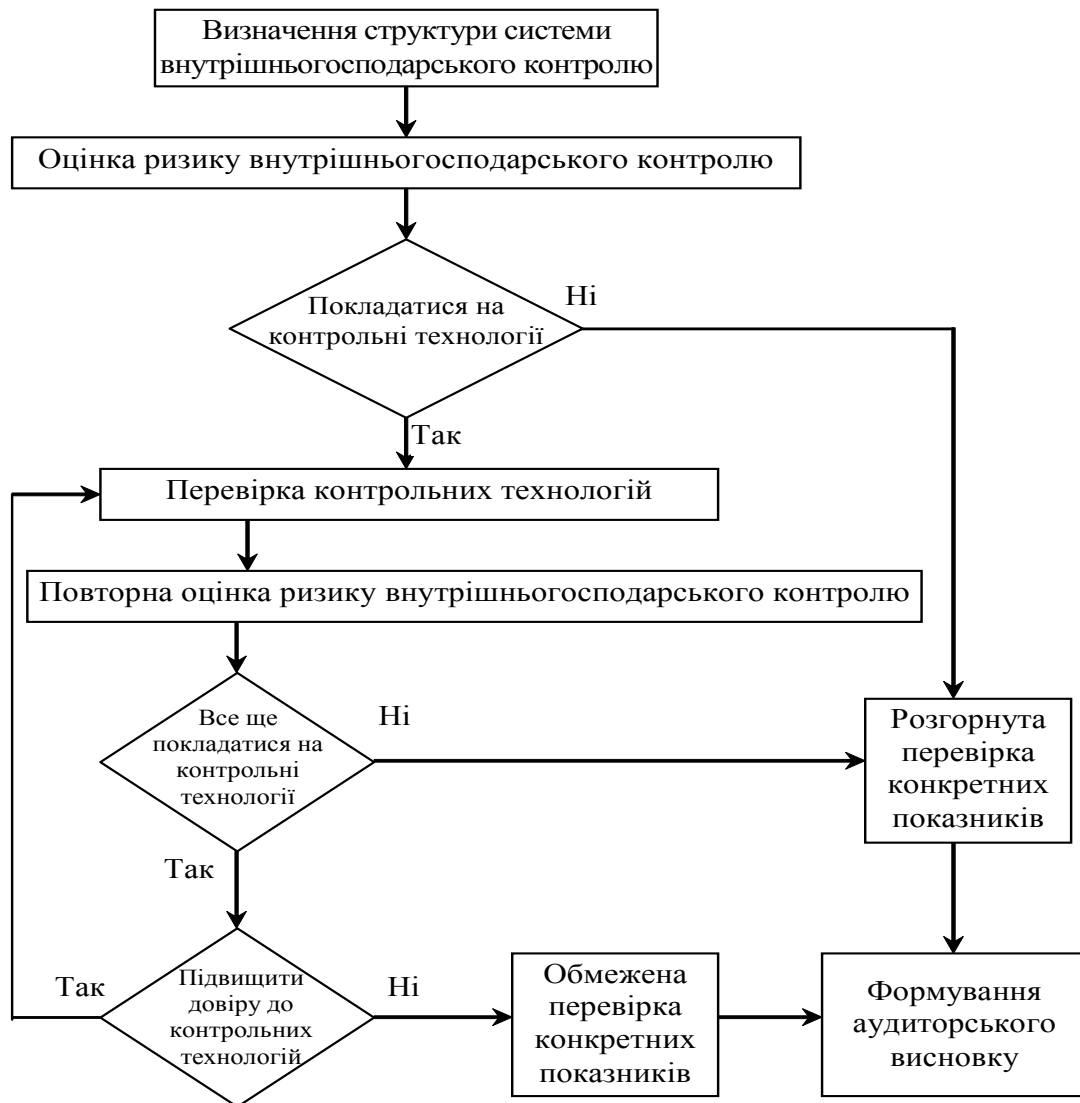 Визначення структури системи
внутрішньогосподарського контролю
Оцінка ризику внутрішньогосподарського контролю
Покладатися на
контрольні технології
Ні
Так
Перевірка контрольних технологій
Повторна оцінка ризику внутрішньогосподарського контролю
Все ще
покладатися на
контрольні
технології
Ні
Розгорнута
перевірка
конкретних
показників
Так
Так
Підвищити
довіру до
контрольних
технологій
Ні
Обмежена
перевірка
конкретних
показників
Формування
аудиторського
висновку